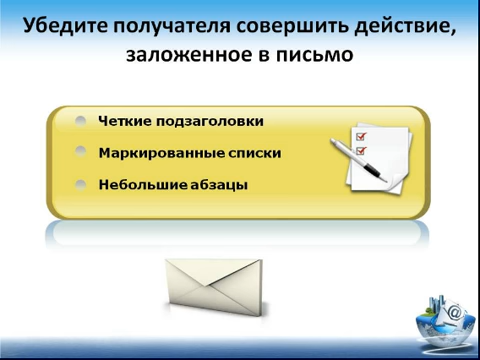 Убедите получателя совершить действие,
заложенное в письмо
Четкие подзаголовки
Маркированные списки
Небольшие абзацы
@